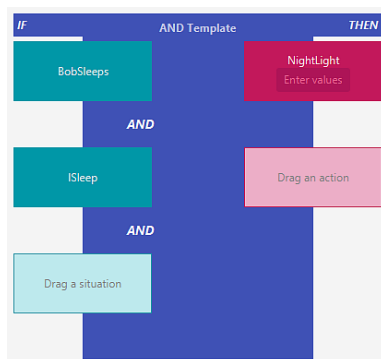 IF
AND Template
THEN
BobSleeps
NightLight
Enter values
AND
ISleep
Drag an action
AND
Drag a situation